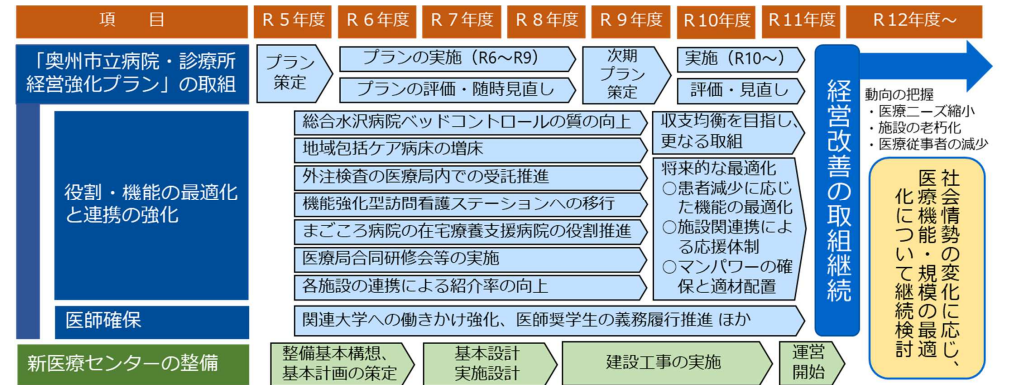 項　目
R５年度
R６年度
R７年度
R８年度
R９年度
R10年度
R11年度
R12年度～
「奥州市立病院・診療所
経営強化プラン」の取組
プラン
策定
プランの実施（R6～R9）
プランの評価・随時見直し
次期
プラン
策定
実施（R10～）
評価・見直し
役割・機能の最適化
と連携の強化
総合水沢病院ベッドコントロールの質の向上
地域包括ケア病床の増床
外注検査の医療局内での受託推進
機能強化型訪問看護ステーションへの移行
まごころ病院の在宅療養支援病院の役割推進
医療局合同研修会等の実施
各施設の連携による紹介率の向上
収支均衡を目指し、
更なる取組
将来的な最適化
○患者減少に応じ
た機能の最適化
○施設間連携によ
る応援体制
○マンパワーの確
保と適材配置
医師確保
関連大学への働きかけ強化、医師奨学生の義務履行推進 ほか
新医療センターの整備
整備基本構想、
基本計画の策定
基本設計
実施設計
建設工事の実施
運営
開始
経営改善の取組継続
動向の把握
・医療ニーズ縮小
・施設の老朽化
・医療従事者の減少
社会情勢の変化に応じ、
医療機能・規模の最適
化について継続検討